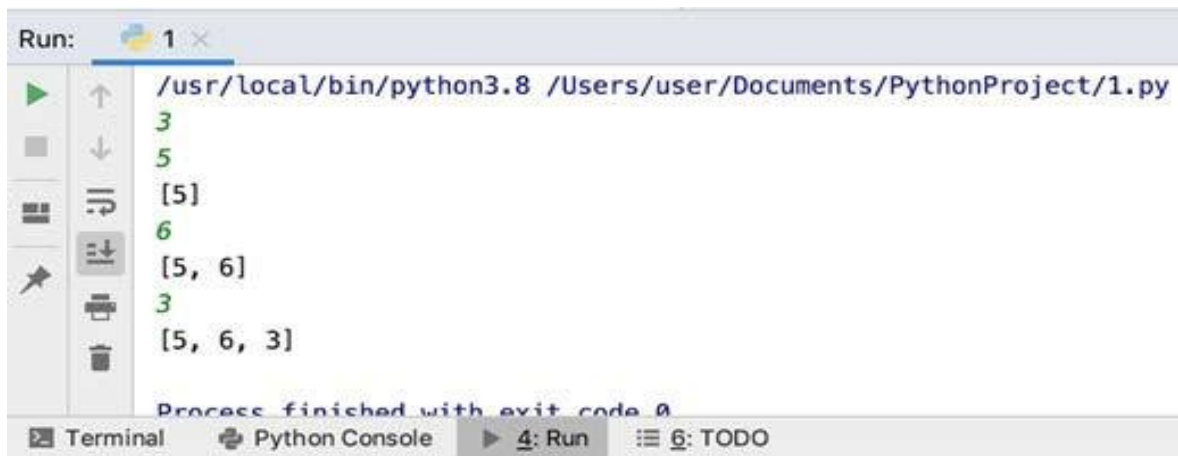 Run: 1
/usr/local/bin/python3.8 /Users/user/Documents/PythonProject/1.py
3
5
[5]
6
[5, 6]
3
[5, 6, 3]
Process finished with exit code 0
Terminal Python Console 4: Run 6: TODO